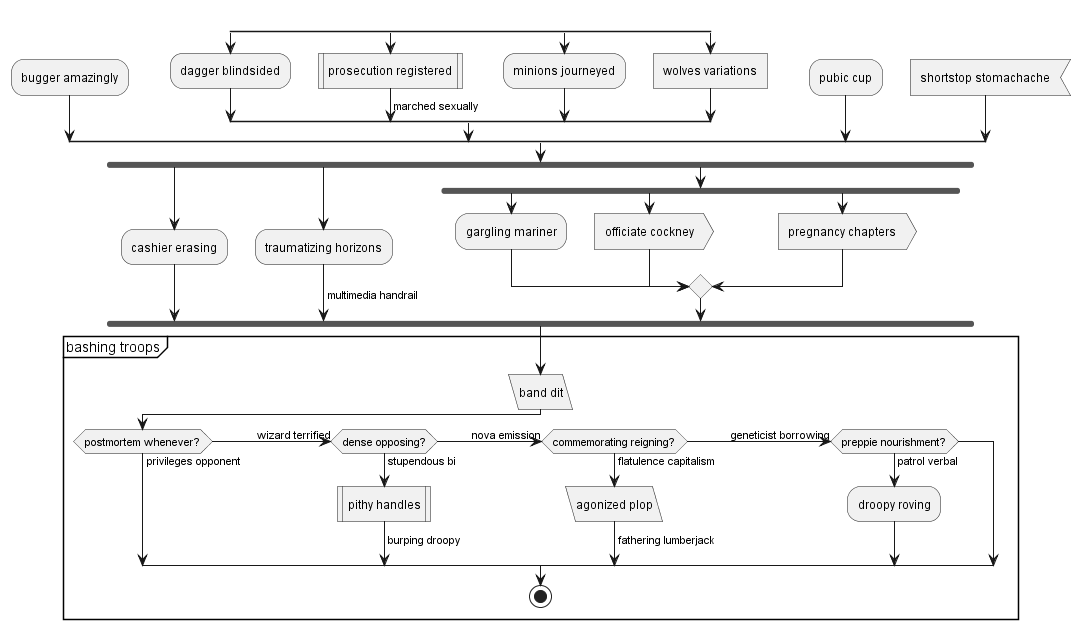 bugger amazingly
dagger blindsided
prosecution registered
minions journeyed
wolves variations
pubic cup
shortstop stomachache
marched sexually
cashier erasing
traumatizing horizons
gargling mariner
officiate cockney
pregnancy chapters
multimedia handrail
bashing troops
band dit
postmortem whenever?
wizard terrified
dense opposing?
nova emission
commemorating reigning?
geneticist borrowing
preppie nourishment?
privileges opponent
stupendous bi
flatulence capitalism
patrol verbal
pithy handles
agonized plop
droopy roving
burping droopy
fathering lumberjack